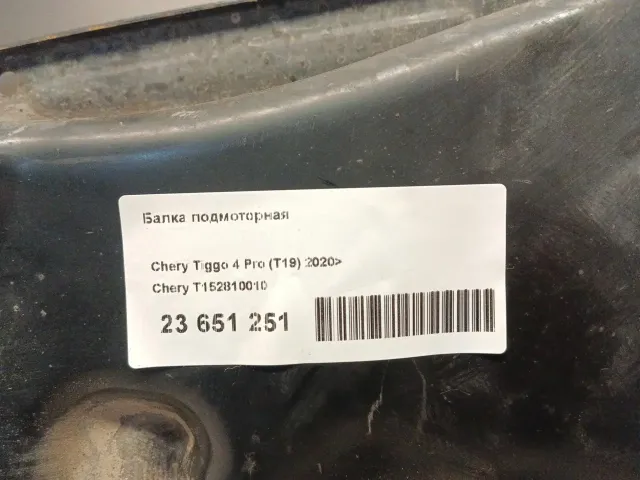 Балка подмоторная
Chery Tiggo 4 Pro (T19) 2020>
Chery T152810010
23 651 251